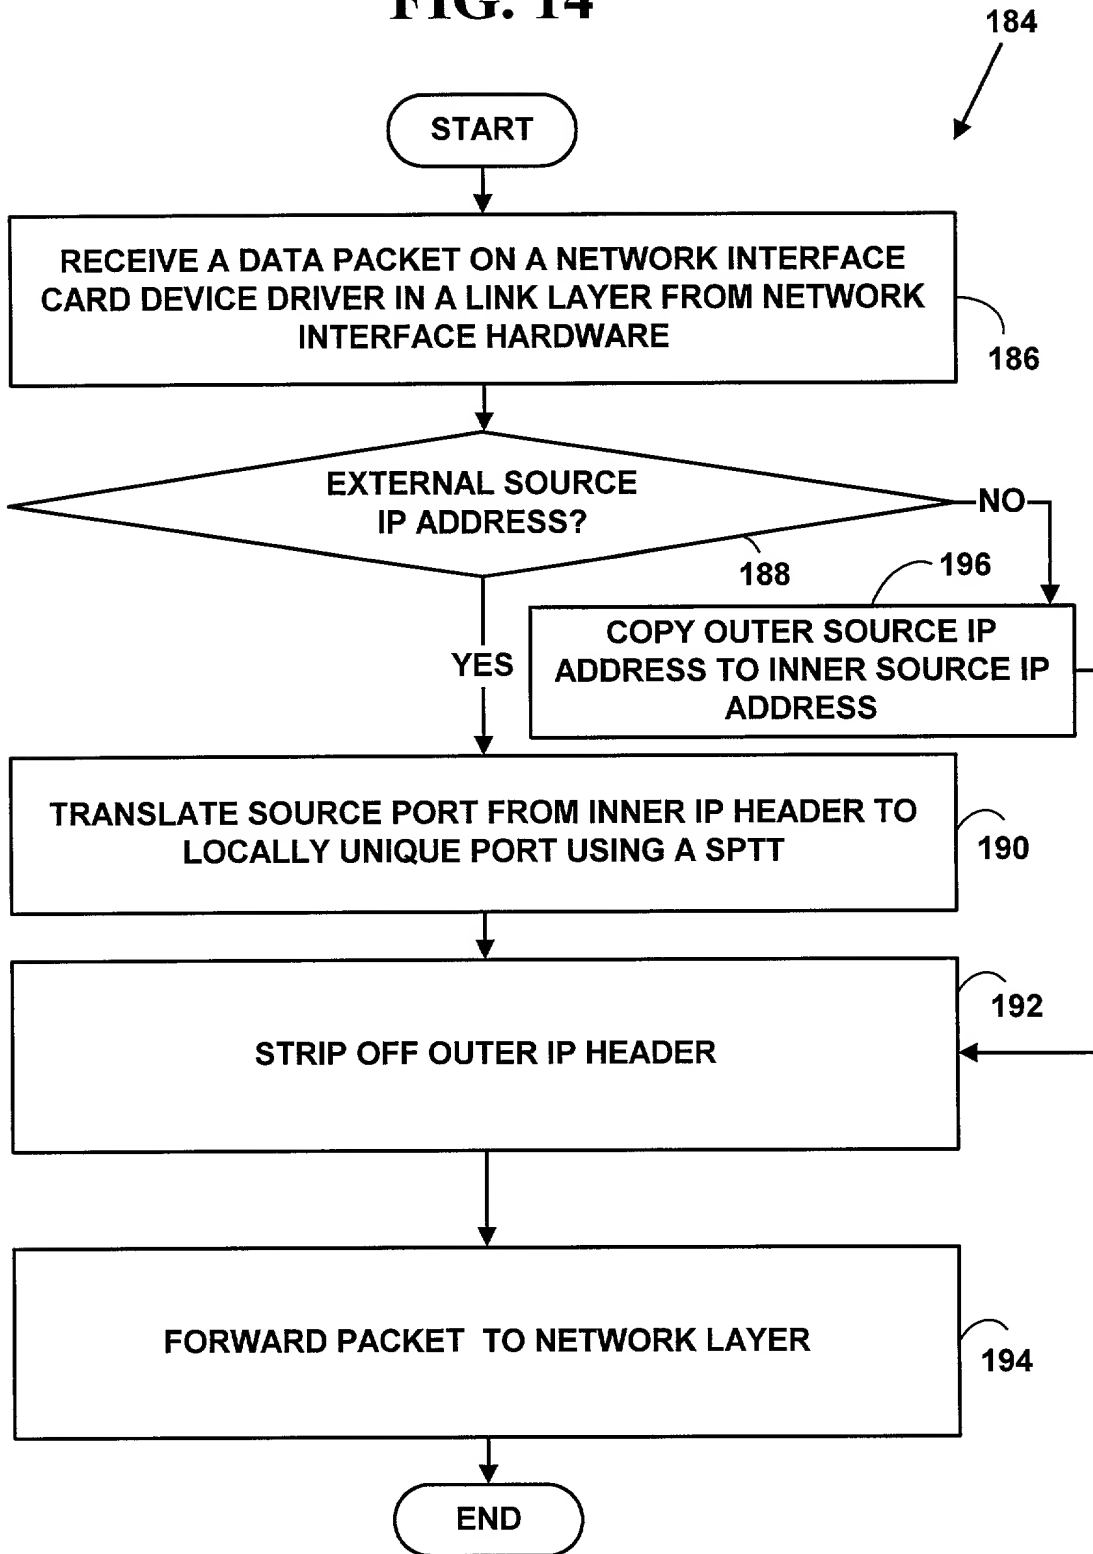 FIG. 14
184
START
RECEIVE A DATA PACKET ON A NETWORK INTERFACE
CARD DEVICE DRIVER IN A LINK LAYER FROM NETWORK
INTERFACE HARDWARE
186
EXTERNAL SOURCE
IP ADDRESS?
NO
188
196
YES
COPY OUTER SOURCE IP
ADDRESS TO INNER SOURCE IP
ADDRESS
TRANSLATE SOURCE PORT FROM INNER IP HEADER TO
LOCALLY UNIQUE PORT USING A SPTT
190
192
STRIP OFF OUTER IP HEADER
FORWARD PACKET TO NETWORK LAYER
194
END